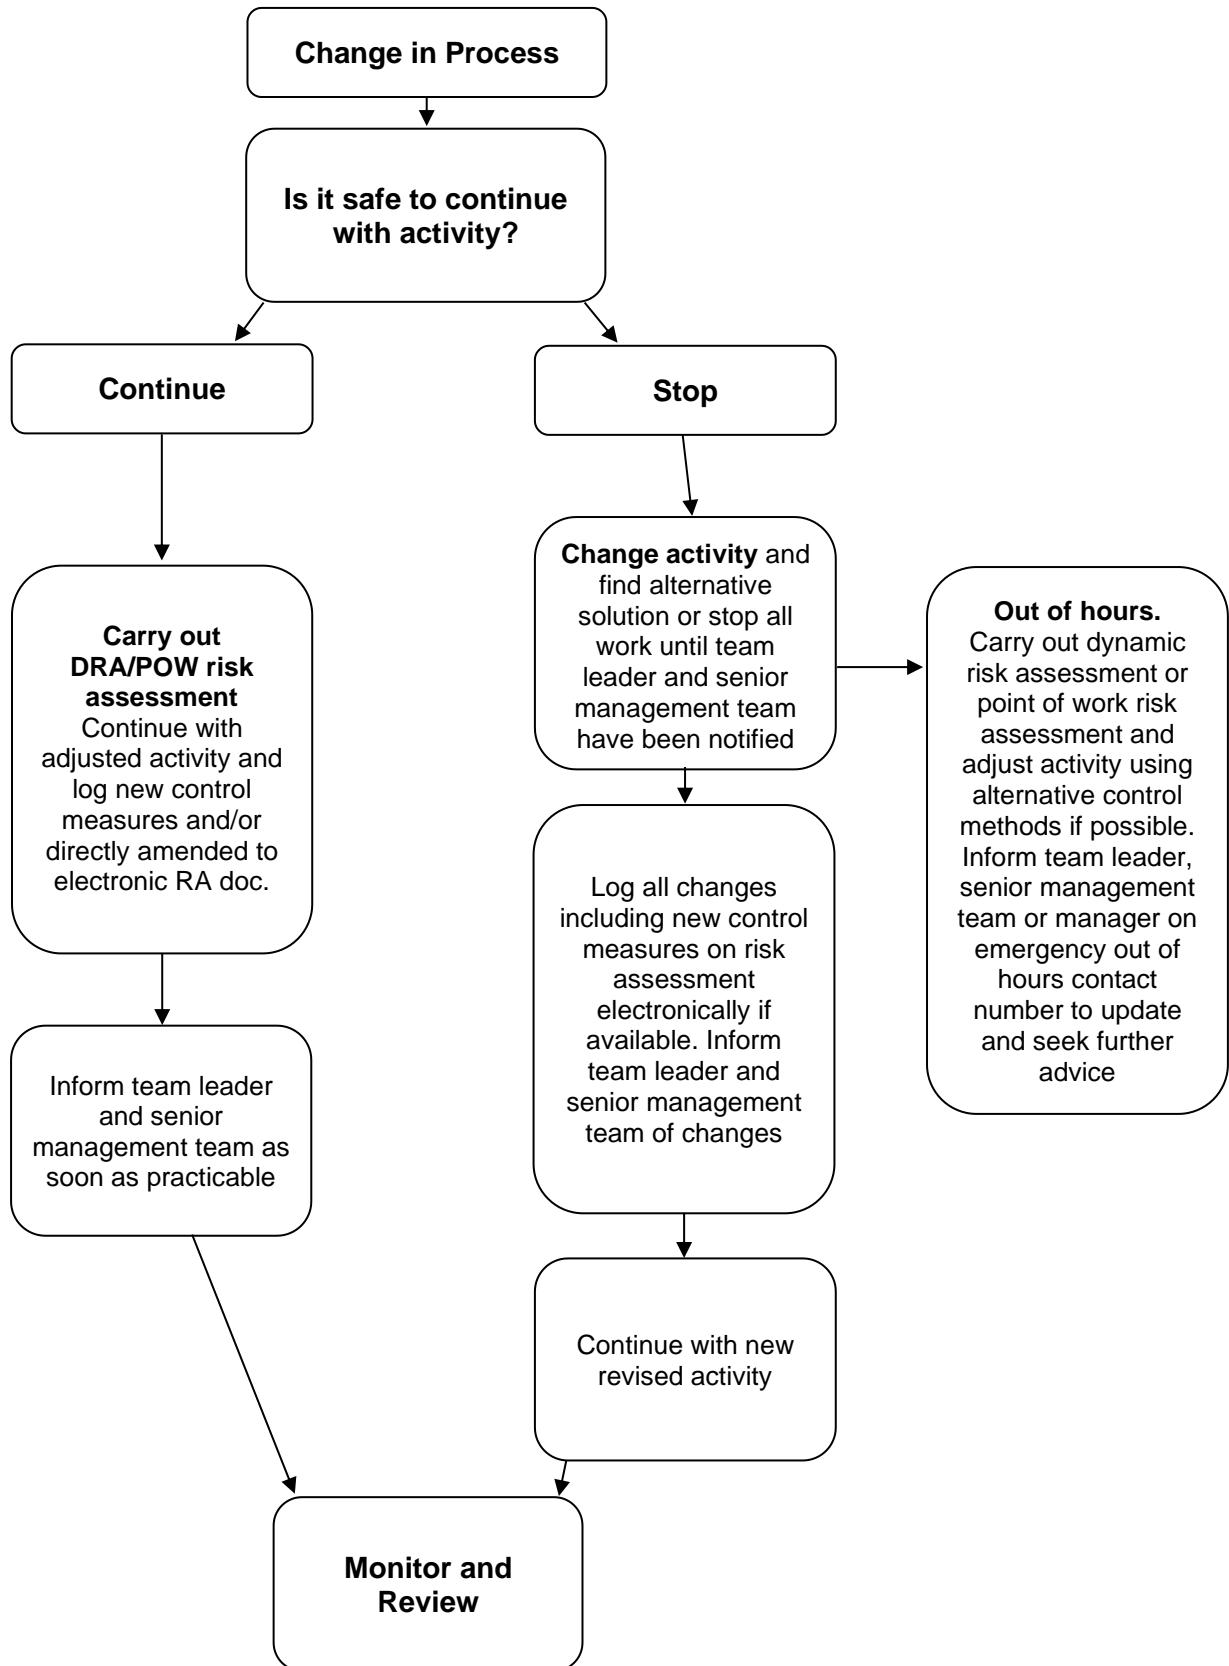 Change in Process
Is it safe to continue
with activity?
Continue
Stop
Carry out
DRA/POW risk
assessment
Continue with
adjusted activity and
log new control
measures and/or
directly amended to
electronic RA doc.
Inform team leader
and senior
management team as
soon as practicable
Change activity and
find alternative
solution or stop all
work until team
leader and senior
management team
have been notified
Out of hours.
Carry out dynamic
risk assessment or
point of work risk
assessment and
adjust activity using
alternative control
methods if possible.
Inform team leader,
senior management
team or manager on
emergency out of
hours contact
number to update
and seek further
advice
Log all changes
including new control
measures on risk
assessment
electronically if
available. Inform
team leader and
senior management
team of changes
Continue with new
revised activity
Monitor and
Review